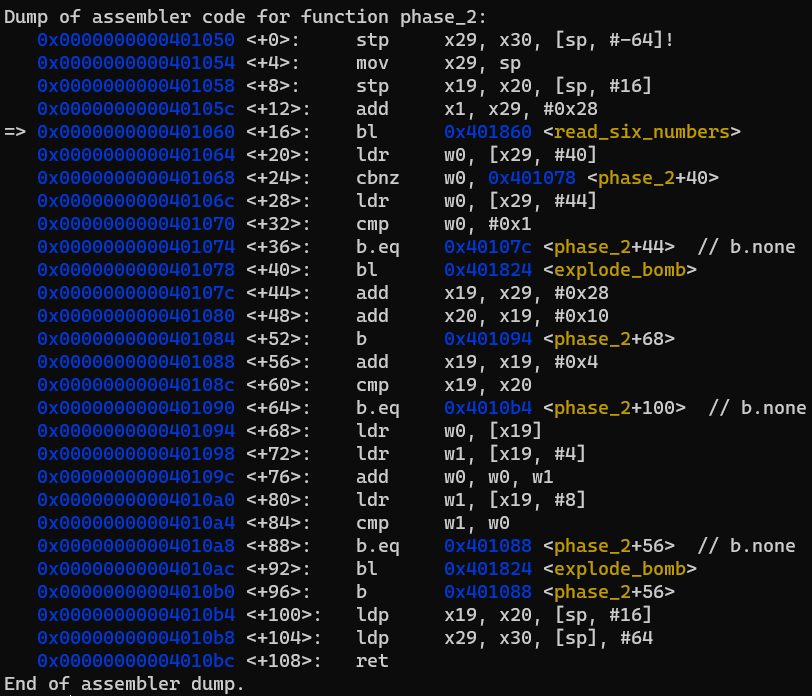 Dump of assembler code for function phase_2:
   0x0000000000401050 <+0>:     stp     x29, x30, [sp, #-64]!
   0x0000000000401054 <+4>:     mov     x29, sp
   0x0000000000401058 <+8>:     stp     x19, x20, [sp, #16]
   0x000000000040105c <+12>:    add     x1, x29, #0x28
=> 0x0000000000401060 <+16>:    bl      0x401860 <read_six_numbers>
   0x0000000000401064 <+20>:    ldr     w0, [x29, #40]
   0x0000000000401068 <+24>:    cbnz    w0, 0x401078 <phase_2+40>
   0x000000000040106c <+28>:    ldr     w0, [x29, #44]
   0x0000000000401070 <+32>:    cmp     w0, #0x1
   0x0000000000401074 <+36>:    b.eq    0x40107c <phase_2+44>  // b.none
   0x0000000000401078 <+40>:    bl      0x401824 <explode_bomb>
   0x000000000040107c <+44>:    add     x19, x29, #0x28
   0x0000000000401080 <+48>:    add     x20, x19, #0x10
   0x0000000000401084 <+52>:    b       0x401094 <phase_2+68>
   0x0000000000401088 <+56>:    add     x19, x19, #0x4
   0x000000000040108c <+60>:    cmp     x19, x20
   0x0000000000401090 <+64>:    b.eq    0x4010b4 <phase_2+100>  // b.none
   0x0000000000401094 <+68>:    ldr     w0, [x19]
   0x0000000000401098 <+72>:    ldr     w1, [x19, #4]
   0x000000000040109c <+76>:    add     w0, w0, w1
   0x00000000004010a0 <+80>:    ldr     w1, [x19, #8]
   0x00000000004010a4 <+84>:    cmp     w1, w0
   0x00000000004010a8 <+88>:    b.eq    0x401088 <phase_2+56>  // b.none
   0x00000000004010ac <+92>:    bl      0x401824 <explode_bomb>
   0x00000000004010b0 <+96>:    b       0x401088 <phase_2+56>
   0x00000000004010b4 <+100>:   ldp     x19, x20, [sp, #16]
   0x00000000004010b8 <+104>:   ldp     x29, x30, [sp], #64
   0x00000000004010bc <+108>:   ret
End of assembler dump.